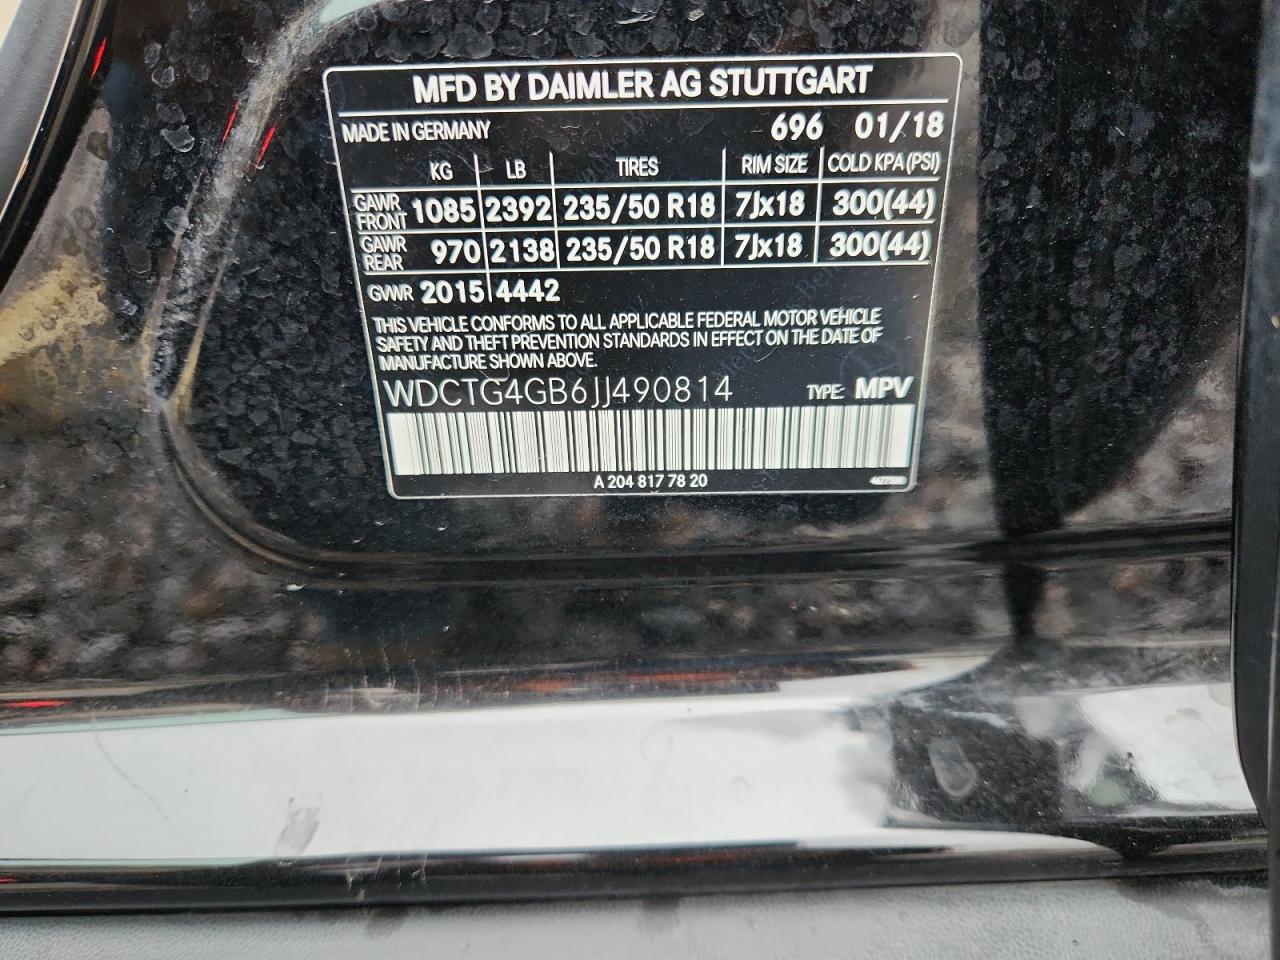 MFD BY DAIMLER AG STUTTGART
MADE IN GERMANY 696 01/18
KG LB TIRES RIM SIZE COLD KPA (PSI)
GAWR FRONT 1085 2392 235/50 R18 7Jx18 300(44)
GAWR REAR 970 2138 235/50 R18 7Jx18 300(44)
GVWR 2015 4442
THIS VEHICLE CONFORMS TO ALL APPLICABLE FEDERAL MOTOR VEHICLE
SAFETY AND THEFT PREVENTION STANDARDS IN EFFECT ON THE DATE OF
MANUFACTURE SHOWN ABOVE.
WDCTG4GB6JJ490814 TYPE: MPV
A 204 817 78 20